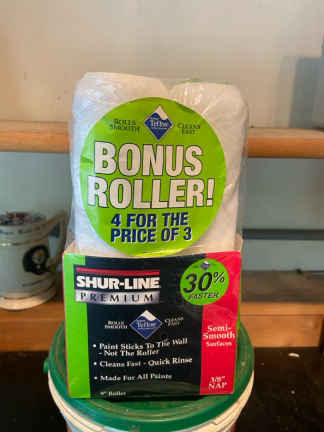 Rolls
Smooth
Teflon
Cleans
Fast
BONUS
ROLLER!
4 FOR THE
PRICE OF 3
SHUR-LINE
PREMIUM
30%
FASTER
Rolls
Smooth
Teflon
Cleans
Fast
Semi-
Smooth
Surfaces
• Paint Sticks To The Wall
- Not The Roller
• Cleans Fast - Quick Rinse
• Made For All Paints
9" Roller
3/8"
NAP